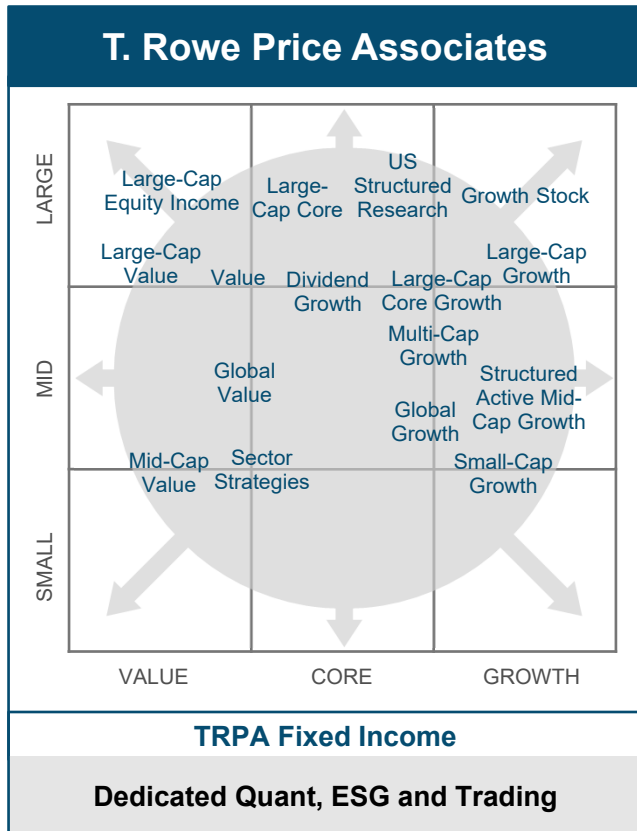 T. Rowe Price Associates
LARGE
Large-Cap
Equity Income
Large-
Cap Core
US
Structured
Research
Growth Stock
Large-Cap
Value
Value
Dividend
Growth
Large-Cap
Core Growth
Large-Cap
Growth
MID
Multi-Cap
Growth
Global
Value
Structured
Active Mid-
Cap Growth
Global
Growth
Mid-Cap
Value
Sector
Strategies
Small-Cap
Growth
SMALL
VALUE
CORE
GROWTH
TRPA Fixed Income
Dedicated Quant, ESG and Trading